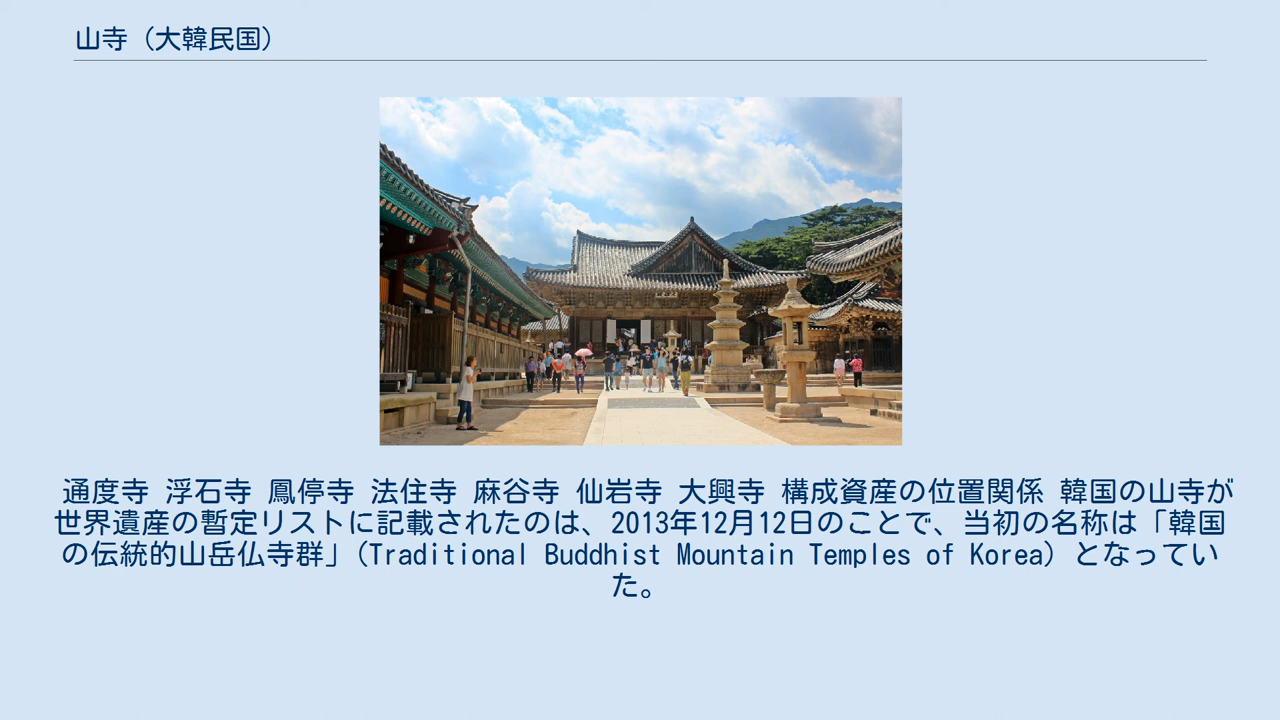 山寺（大韓民国）
通度寺 浮石寺 鳳停寺 法住寺 麻谷寺 仙岩寺 大興寺 構成資産の位置関係 韓国の山寺が
世界遺産の暫定リストに記載されたのは、2013年12月12日のことで、当初の名称は「韓国
の伝統的山岳仏寺群」（Traditional Buddhist Mountain Temples of Korea）となってい
た。